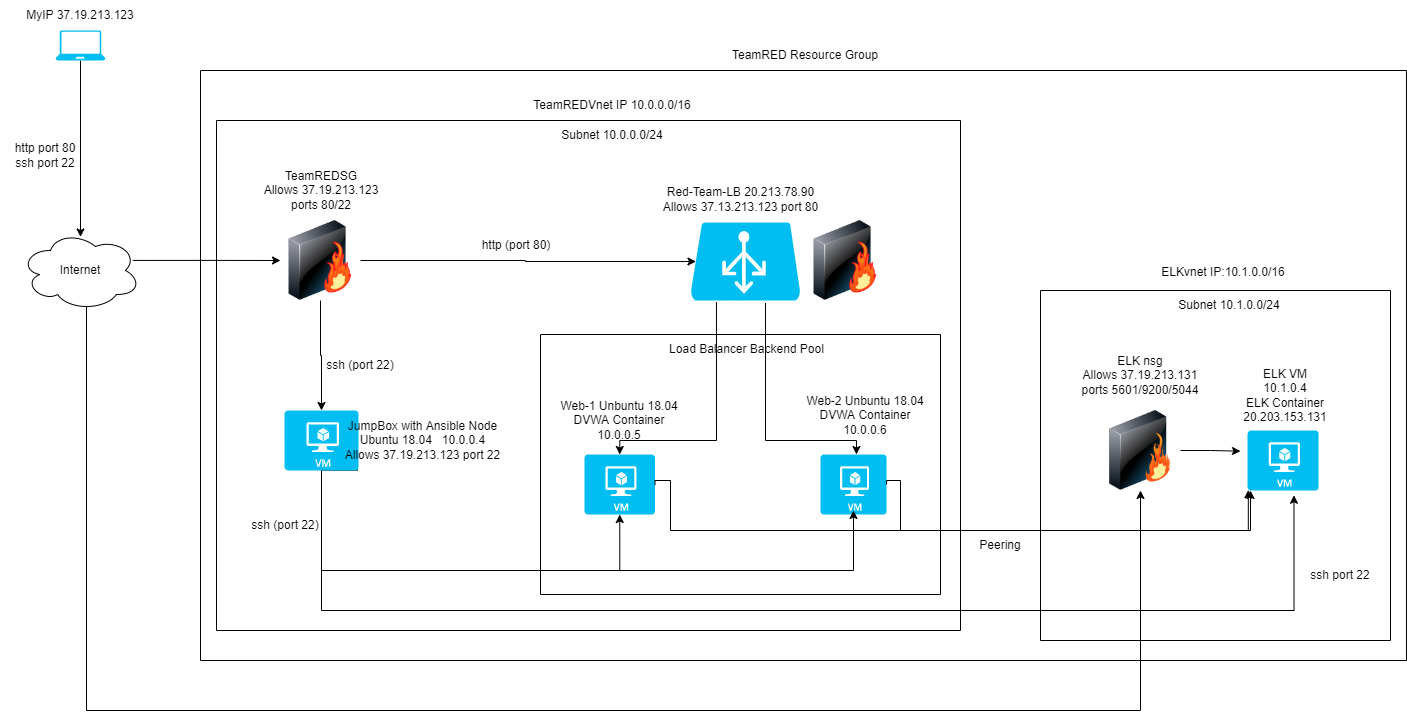 MyIP 37.19.213.123
http port 80
ssh port 22
Internet
TeamRED Resource Group
TeamREDVnet IP 10.0.0.0/16
Subnet 10.0.0.0/24
TeamREDSG
Allows 37.19.213.123
ports 80/22
http (port 80)
Red-Team-LB 20.213.78.90
Allows 37.13.213.123 port 80
ssh (port 22)
Load Balancer Backend Pool
JumpBox with Ansible Node
Ubuntu 18.04 10.0.0.4
Allows 37.19.213.123 port 22
VM
ssh (port 22)
Web-1 Unbuntu 18.04
DVWA Container
10.0.0.5
VM
Web-2 Unbuntu 18.04
DVWA Container
10.0.0.6
VM
Peering
ELKvnet IP:10.1.0.0/16
Subnet 10.1.0.0/24
ELK nsg
Allows 37.19.213.131
ports 5601/9200/5044
ELK VM
10.1.0.4
ELK Container
20.203.153.131
VM
ssh port 22